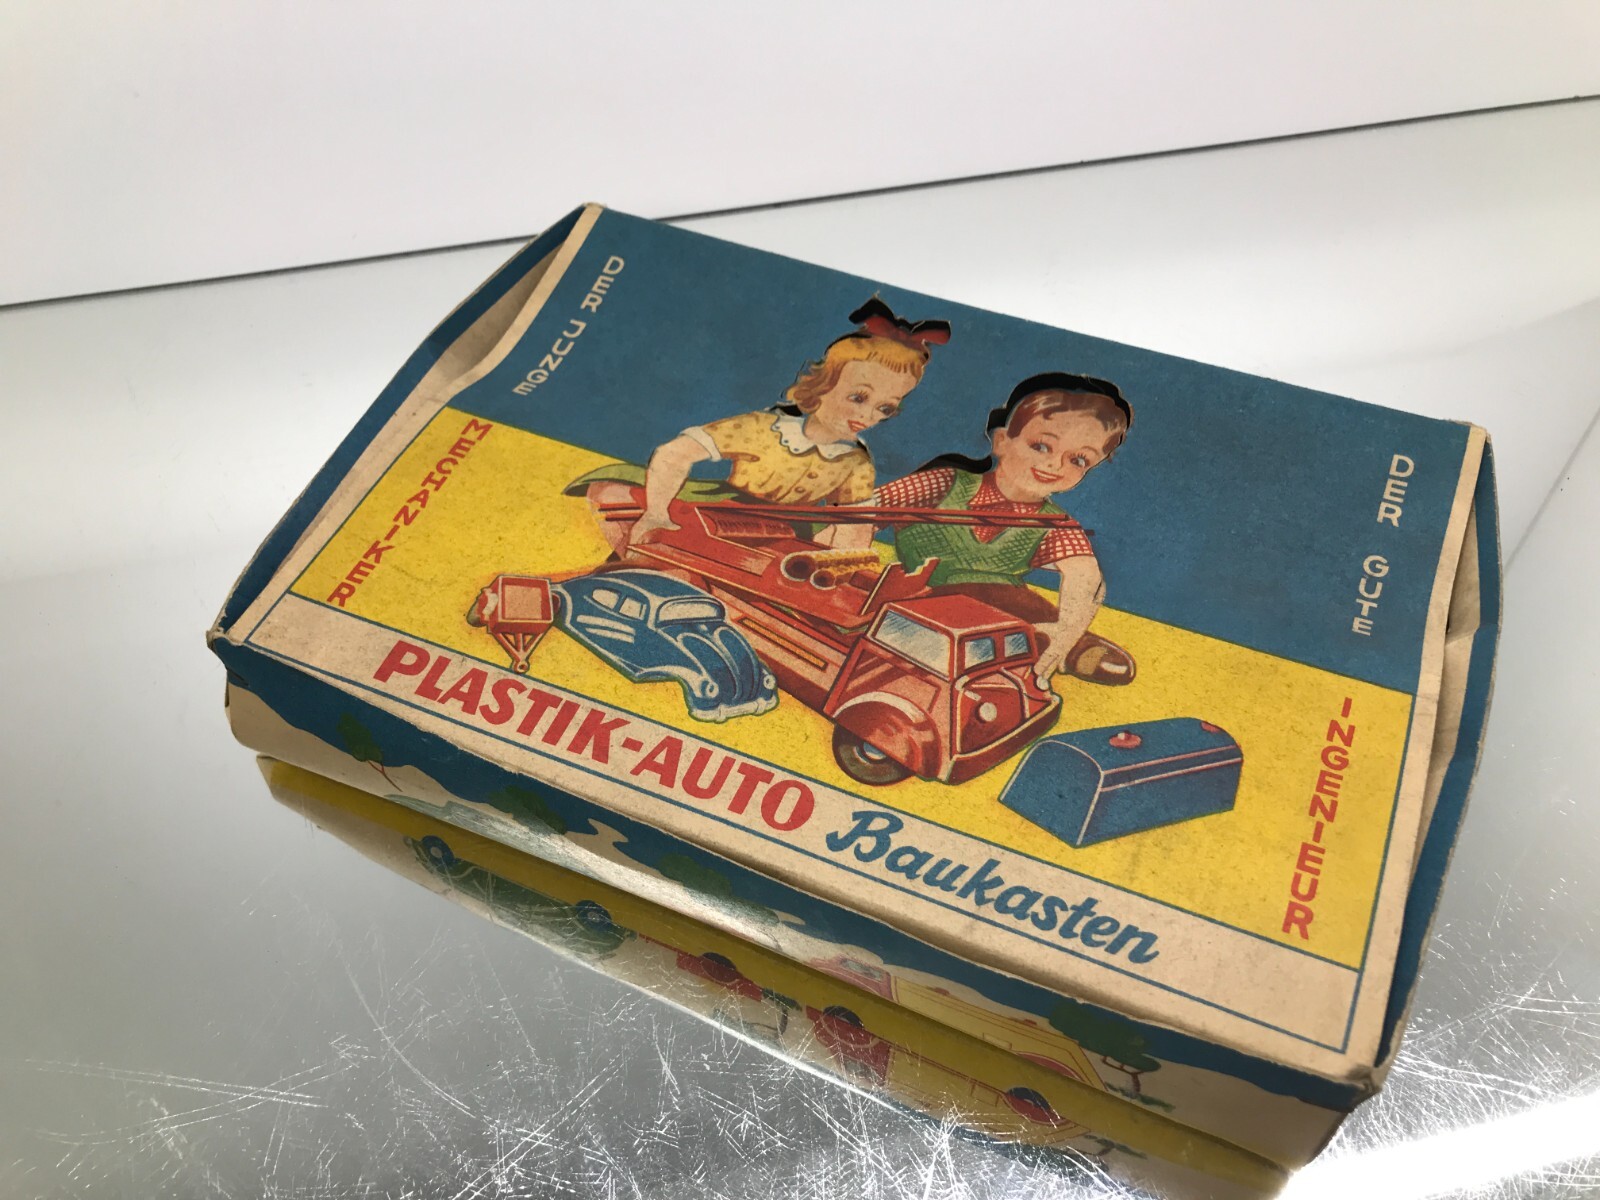 DER JUNGE
MECHANIKER
DER GUTE
INGENIEUR
PLASTIK-AUTO Baukasten